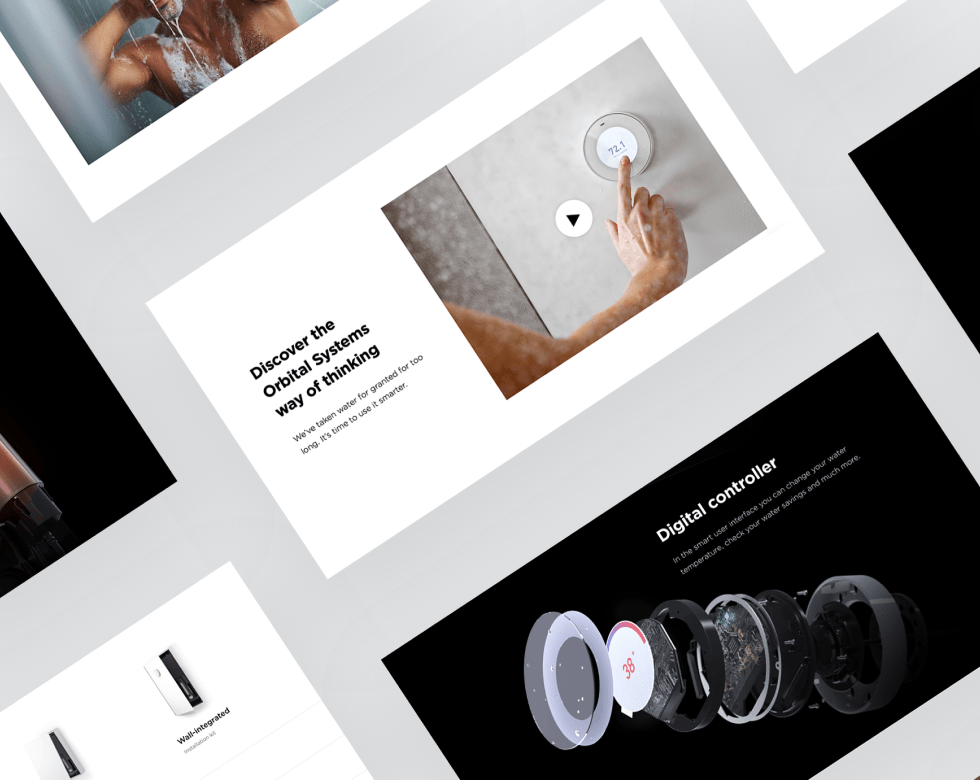 72.1
Discover the
Orbital Systems
way of thinking
We've taken water for granted for too
long. It's time to use it smarter.
Digital controller
In the smart user interface you can change your water
temperature, check your water savings and much more.
38°
Wall-integrated
Installation kit